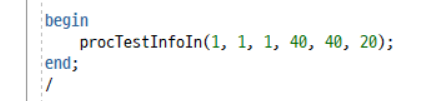 begin
    procTestInfoIn(1, 1, 1, 40, 40, 20);
end;
/